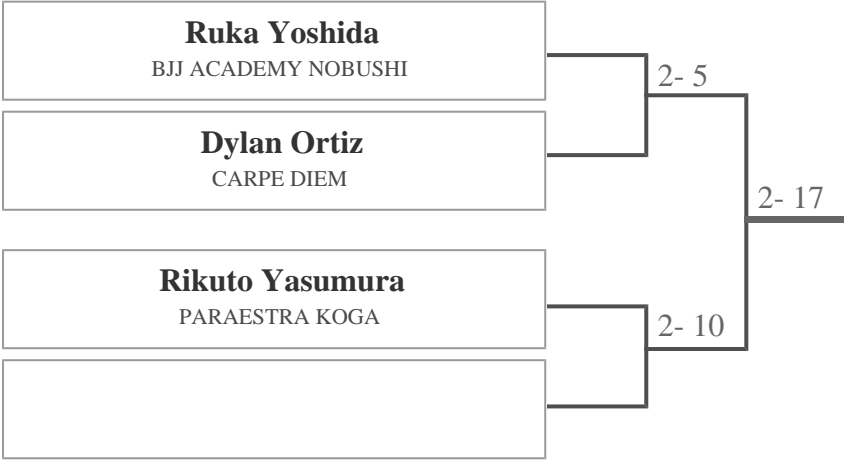 Ruka Yoshida
BJJ ACADEMY NOBUSHI
2- 5
Dylan Ortiz
CARPE DIEM
2- 17
Rikuto Yasumura
PARAESTRA KOGA
2- 10